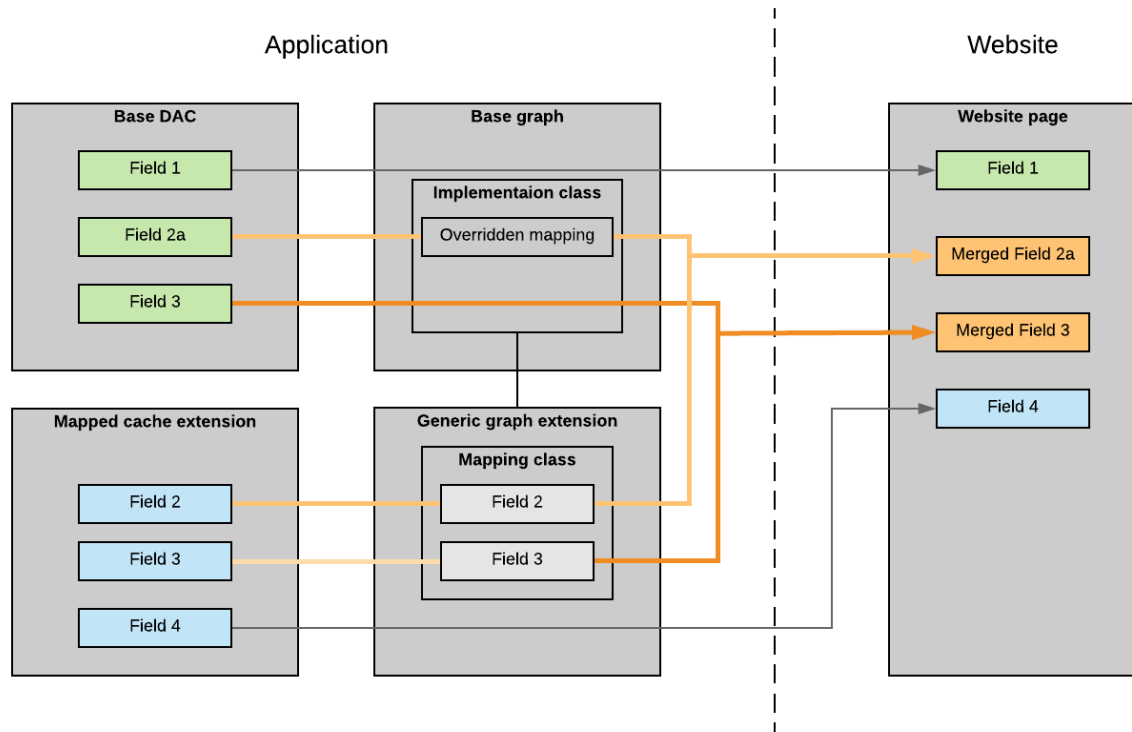 Application
Website
Base DAC
Field 1
Field 2a
Field 3
Base graph
Implementaion class
Overridden mapping
Website page
Field 1
Merged Field 2a
Merged Field 3
Field 4
Mapped cache extension
Field 2
Field 3
Field 4
Generic graph extension
Mapping class
Field 2
Field 3